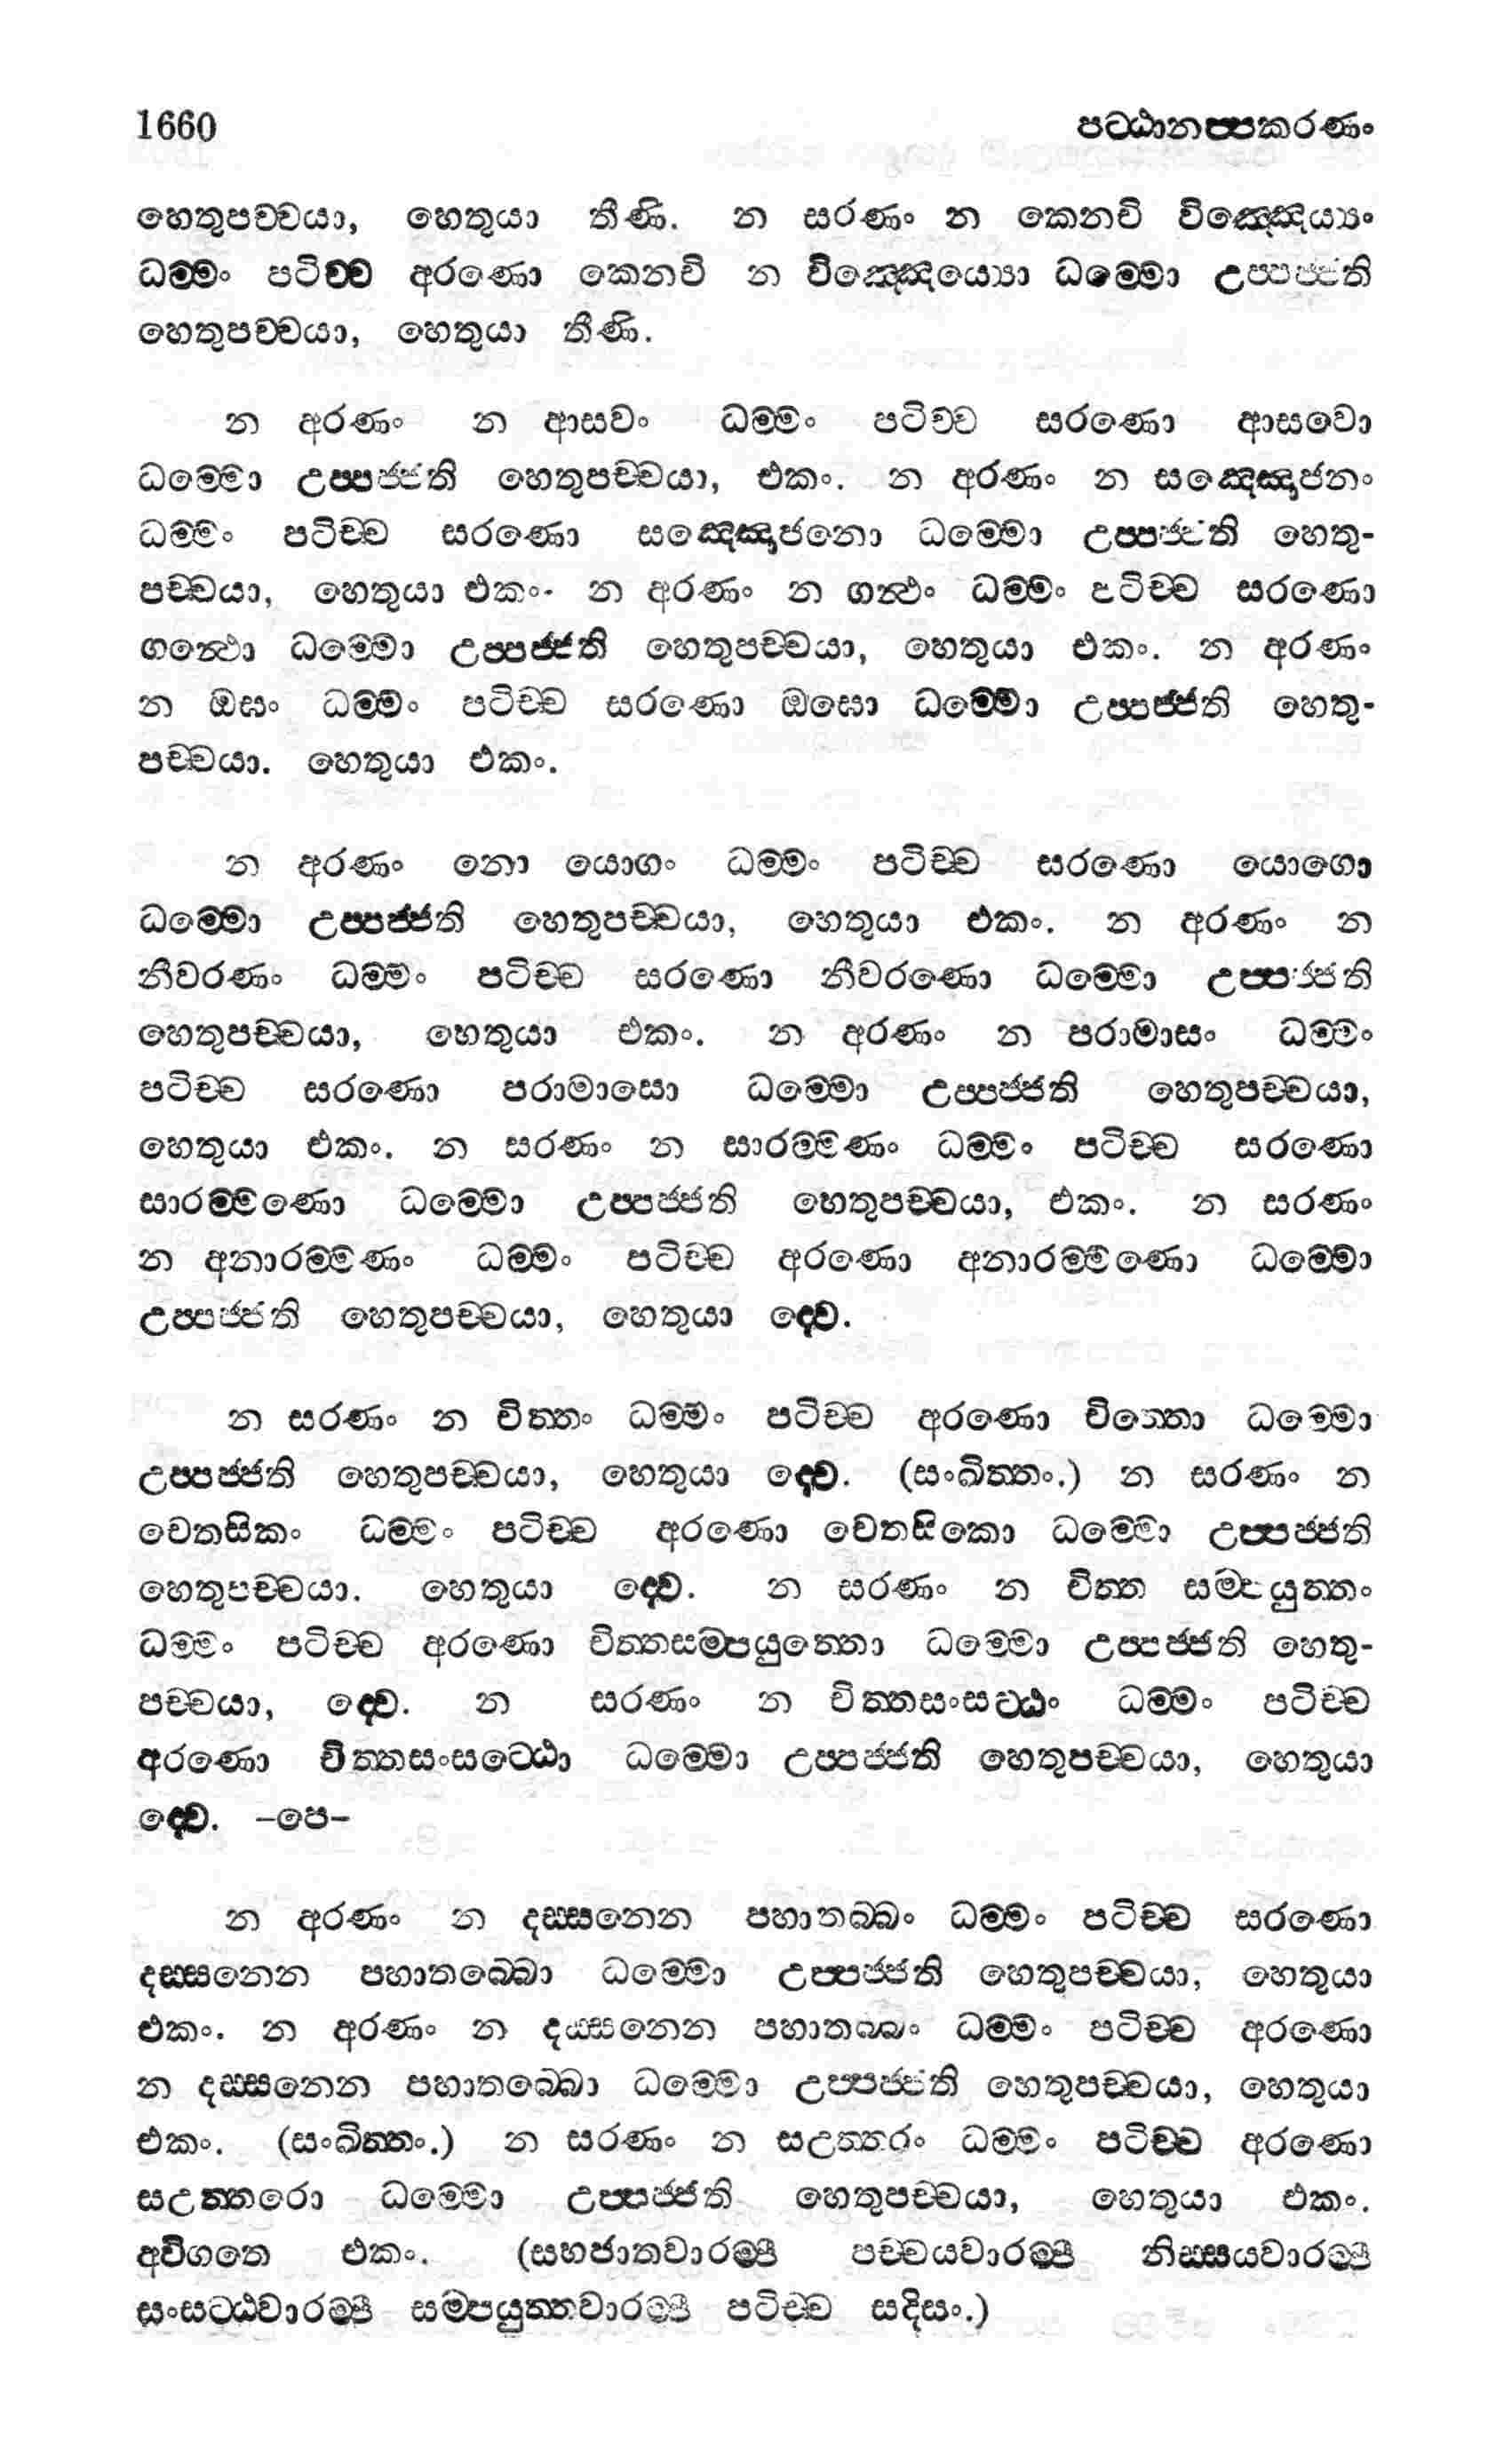 1660 පට්ඨානප්පකරණං
හෙතුපච්චයා, හෙතුයා තීණි. න සරණං න කෙනචි විඤ්ඤෙය්‍යං
ධම්මං පටිච්ච අරණො කෙනචි න විඤ්ඤෙය්‍යො ධම්මො උප්පජ්ජති
හෙතුපච්චයා, හෙතුයා තීණි.
න අරණං න ආසවං ධම්මං පටිච්ච සරණො ආසවො
ධම්මො උප්පජ්ජති හෙතුපච්චයා, එකං. න අරණං න සඤ්ඤොජනං
ධම්මං පටිච්ච සරණො සඤ්ඤොජනො ධම්මො උප්පජ්ජති හෙතු-
පච්චයා, හෙතුයා එකං. න අරණං න ගන්ථං ධම්මං පටිච්ච සරණො
ගන්ථො ධම්මො උප්පජ්ජති හෙතුපච්චයා, හෙතුයා එකං. න අරණං
න ඔඝං ධම්මං පටිච්ච සරණො ඔඝො ධම්මො උප්පජ්ජති හෙතු-
පච්චයා. හෙතුයා එකං.
න අරණං නො යොගං ධම්මං පටිච්ච සරණො යොගො
ධම්මො උප්පජ්ජති හෙතුපච්චයා, හෙතුයා එකං. න අරණං න
නීවරණං ධම්මං පටිච්ච සරණො නීවරණො ධම්මො උප්පජ්ජති
හෙතුපච්චයා, හෙතුයා එකං. න අරණං න පරාමාසං ධම්මං
පටිච්ච සරණො පරාමාසො ධම්මො උප්පජ්ජති හෙතුපච්චයා,
හෙතුයා එකං. න සරණං න සාරම්මණං ධම්මං පටිච්ච සරණො
සාරම්මණො ධම්මො උප්පජ්ජති හෙතුපච්චයා, එකං. න සරණං
න අනාරම්මණං ධම්මං පටිච්ච අරණො අනාරම්මණො ධම්මො
උප්පජ්ජති හෙතුපච්චයා, හෙතුයා ද්වෙ.
න සරණං න චිත්තං ධම්මං පටිච්ච අරණො චිත්තො ධම්මො
උප්පජ්ජති හෙතුපච්චයා, හෙතුයා ද්වෙ. (සංඛිත්තං.) න සරණං න
චෙතසිකං ධම්මං පටිච්ච අරණො චෙතසිකො ධම්මො උප්පජ්ජති
හෙතුපච්චයා. හෙතුයා ද්වෙ. න සරණං න චිත්ත සම්පයුත්තං
ධම්මං පටිච්ච අරණො චිත්තසම්පයුත්තො ධම්මො උප්පජ්ජති හෙතු-
පච්චයා, ද්වෙ. න සරණං න චිත්තසංසට්ඨං ධම්මං පටිච්ච
අරණො චිත්තසංසට්ඨො ධම්මො උප්පජ්ජති හෙතුපච්චයා, හෙතුයා
ද්වෙ. –පෙ–
න අරණං න දස්සනෙන පහාතබ්බං ධම්මං පටිච්ච සරණො
දස්සනෙන පහාතබ්බො ධම්මො උප්පජ්ජති හෙතුපච්චයා, හෙතුයා
එකං. න අරණං න දස්සනෙන පහාතබ්බං ධම්මං පටිච්ච අරණො
න දස්සනෙන පහාතබ්බො ධම්මො උප්පජ්ජති හෙතුපච්චයා, හෙතුයා
එකං. (සංඛිත්තං.) න සරණං න සඋත්තරං ධම්මං පටිච්ච අරණො
සඋත්තරො ධම්මො උප්පජ්ජති හෙතුපච්චයා, හෙතුයා එකං.
අවිගතෙ එකං. (සහජාතවාරම්පි පච්චයවාරම්පි නිස්සයවාරම්පි
සංසට්ඨවාරම්පි සම්පයුත්තවාරම්පි පටිච්ච සදිසං.)